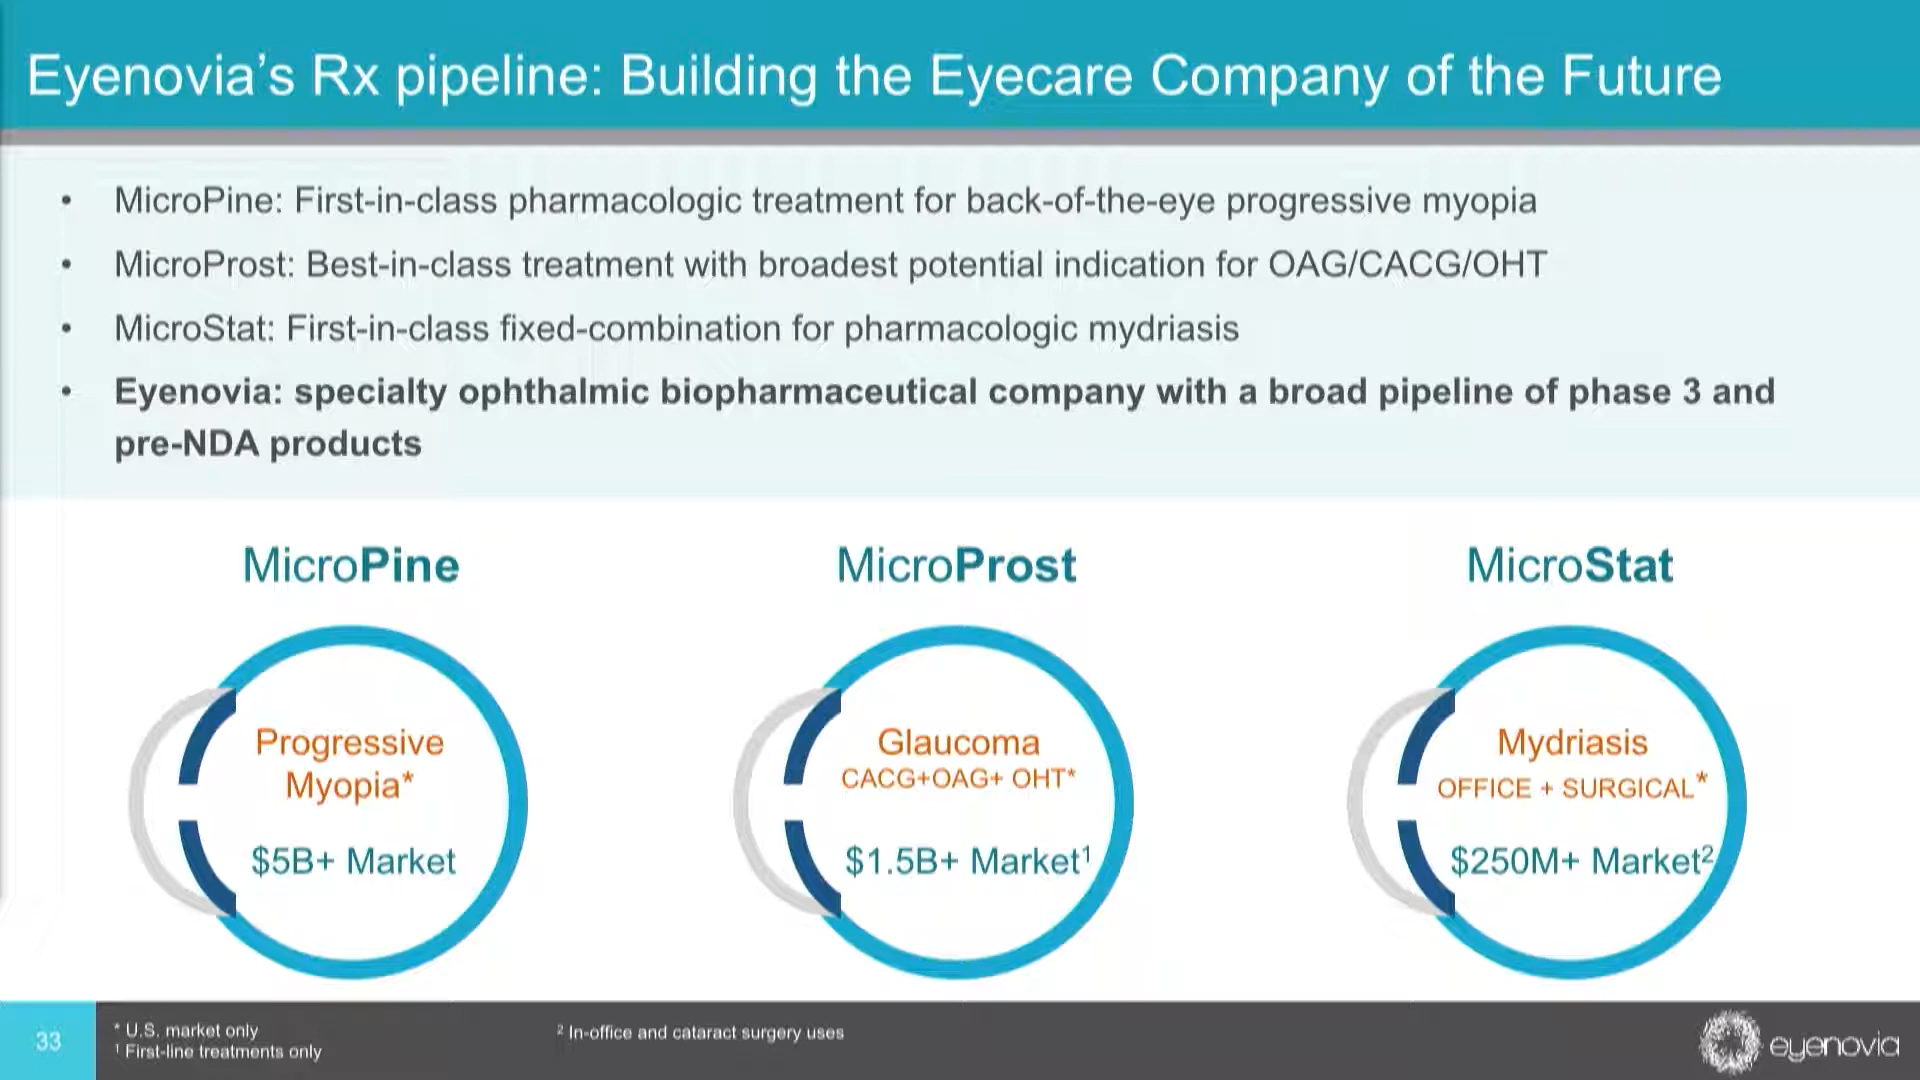 Eyenovia's Rx pipeline: Building the Eyecare Company of the Future
• MicroPine: First-in-class pharmacologic treatment for back-of-the-eye progressive myopia
• MicroProst: Best-in-class treatment with broadest potential indication for OAG/CACG/OHT
• MicroStat: First-in-class fixed-combination for pharmacologic mydriasis
• Eyenovia: specialty ophthalmic biopharmaceutical company with a broad pipeline of phase 3 and
pre-NDA products
MicroPine
Progressive
Myopia*
$5B+ Market
MicroProst
Glaucoma
CACG+OAG+ OHT*
$1.5B+ Market¹
MicroStat
Mydriasis
OFFICE + SURGICAL*
$250M+ Market²
33
* U.S. market only
¹ First-line treatments only
² In-office and cataract surgery uses
eyenovia